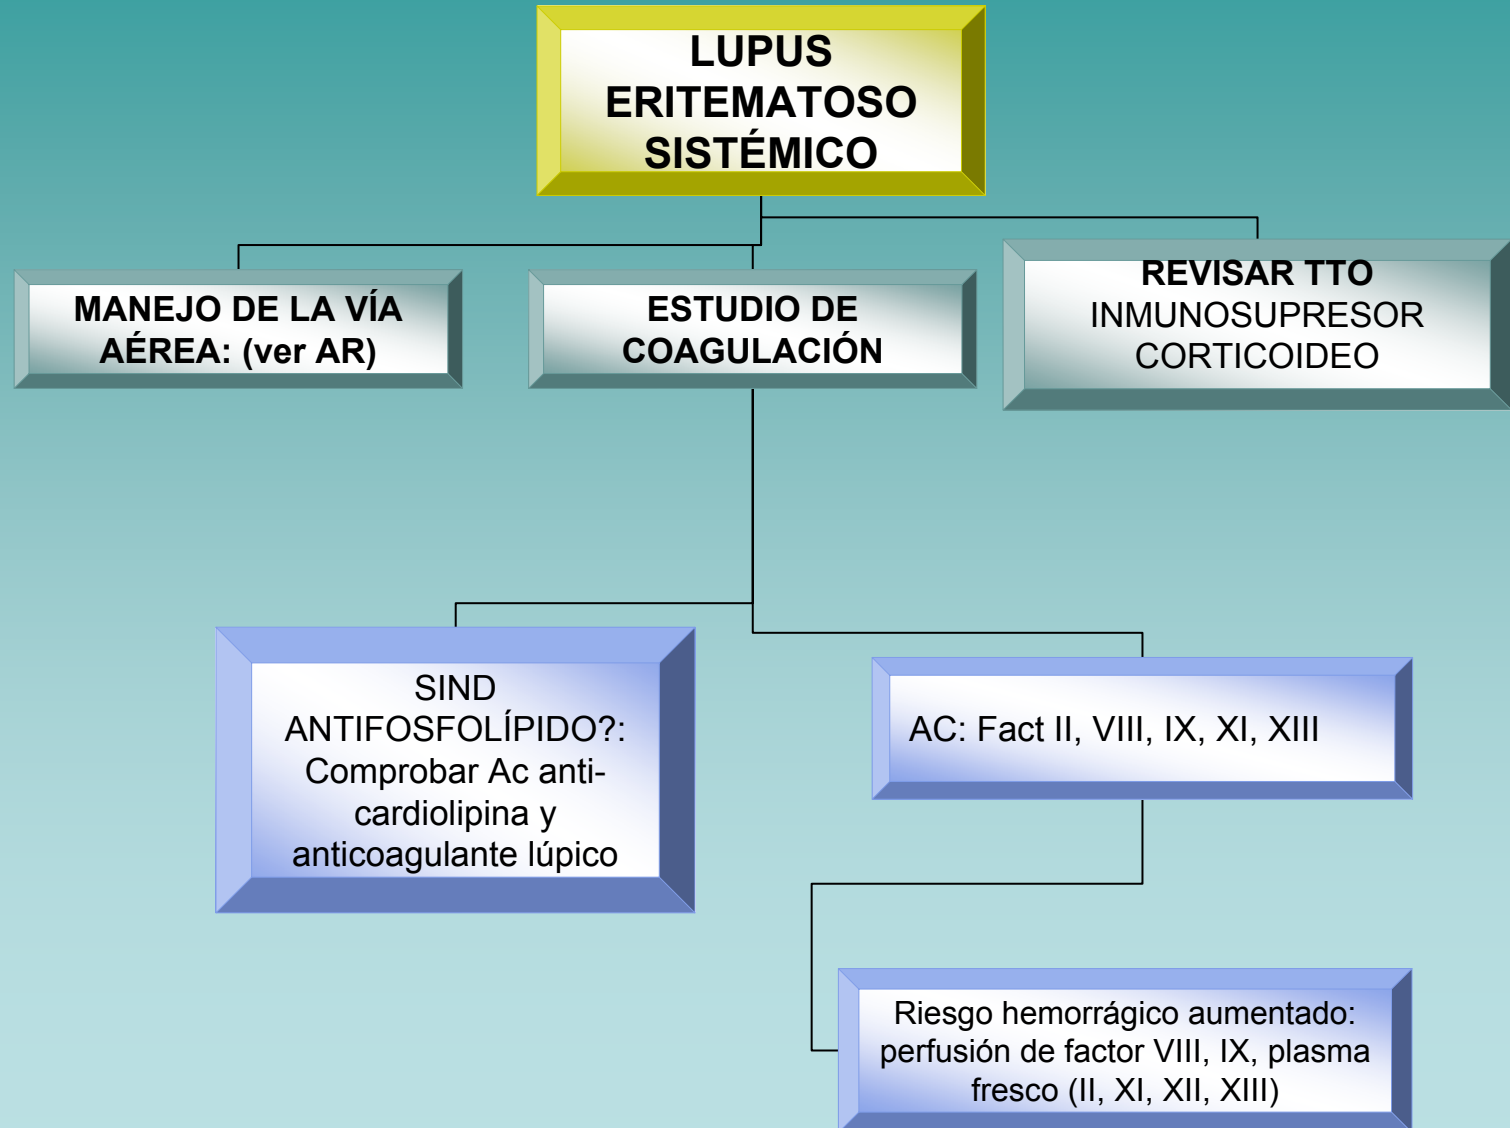 LUPUS
ERITEMATOSO
SISTÉMICO
MANEJO DE LA VÍA
AÉREA: (ver AR)
ESTUDIO DE
COAGULACIÓN
REVISAR TTO
INMUNOSUPRESOR
CORTICOIDEO
SIND
ANTIFOSFOLÍPIDO?:
Comprobar Ac anti-
cardiolipina y
anticoagulante lúpico
AC: Fact II, VIII, IX, XI, XIII
Riesgo hemorrágico aumentado:
perfusión de factor VIII, IX, plasma
fresco (II, XI, XII, XIII)